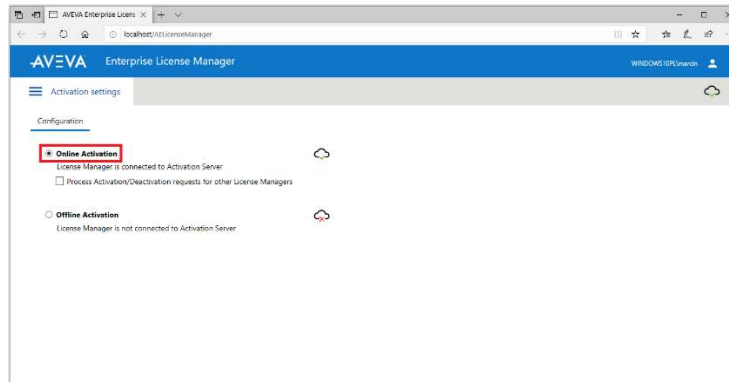 AVEVA Enterprise Licens
localhost/AELicenseManager
AVEVA Enterprise License Manager
WINDOWS10PL\marcin
Activation settings
Configuration
Online Activation
License Manager is connected to Activation Server
Process Activation/Deactivation requests for other License Managers
Offline Activation
License Manager is not connected to Activation Server